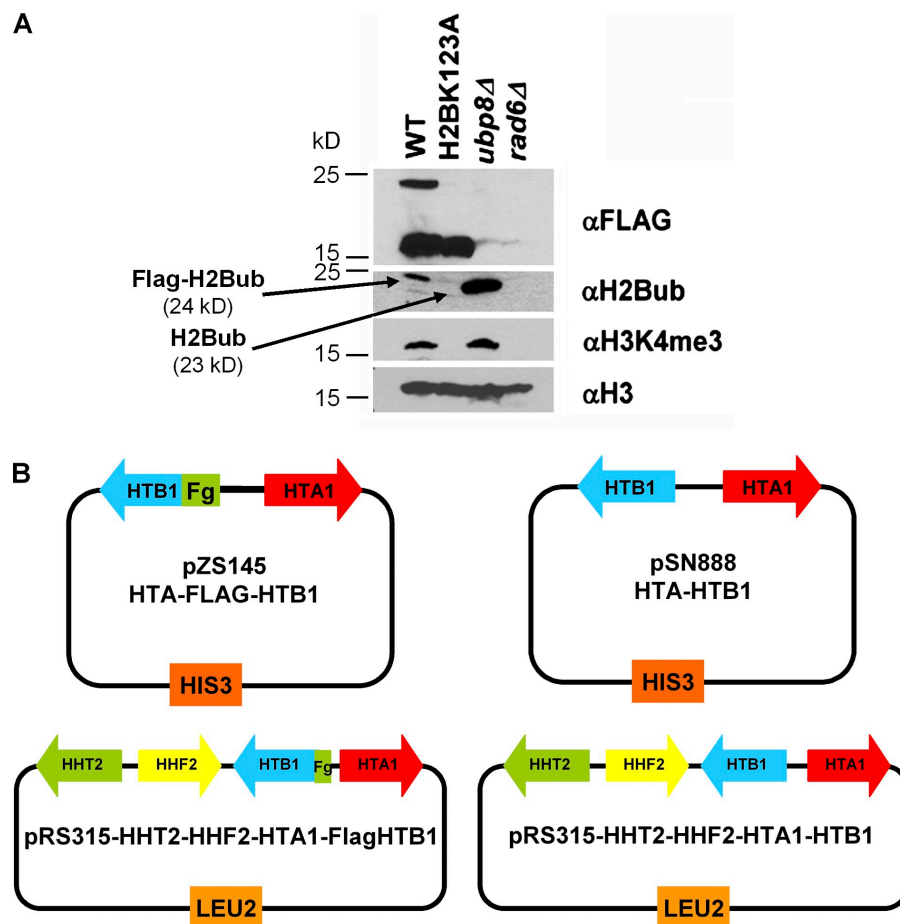 A
kD
WT
H2BK123A
ubp8Δ
rad6Δ
25
15
αFLAG
25
Flag-H2Bub
(24 kD)
αH2Bub
H2Bub
(23 kD)
15
αH3K4me3
15
αH3
B
HTB1 Fg HTA1
pZS145
HTA-FLAG-HTB1
HIS3
HTB1 HTA1
pSN888
HTA-HTB1
HIS3
HHT2 HHF2 HTB1 Fg HTA1
pRS315-HHT2-HHF2-HTA1-FlagHTB1
LEU2
HHT2 HHF2 HTB1 HTA1
pRS315-HHT2-HHF2-HTA1-HTB1
LEU2